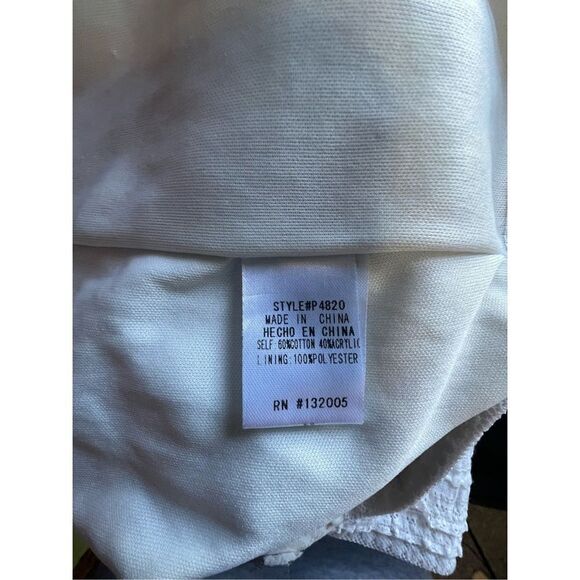 STYLE#P4820
MADE IN CHINA
HECHO EN CHINA
SELF:60%COTTON 40%ACRYLIC
LINING:100%POLYESTER
RN #132005